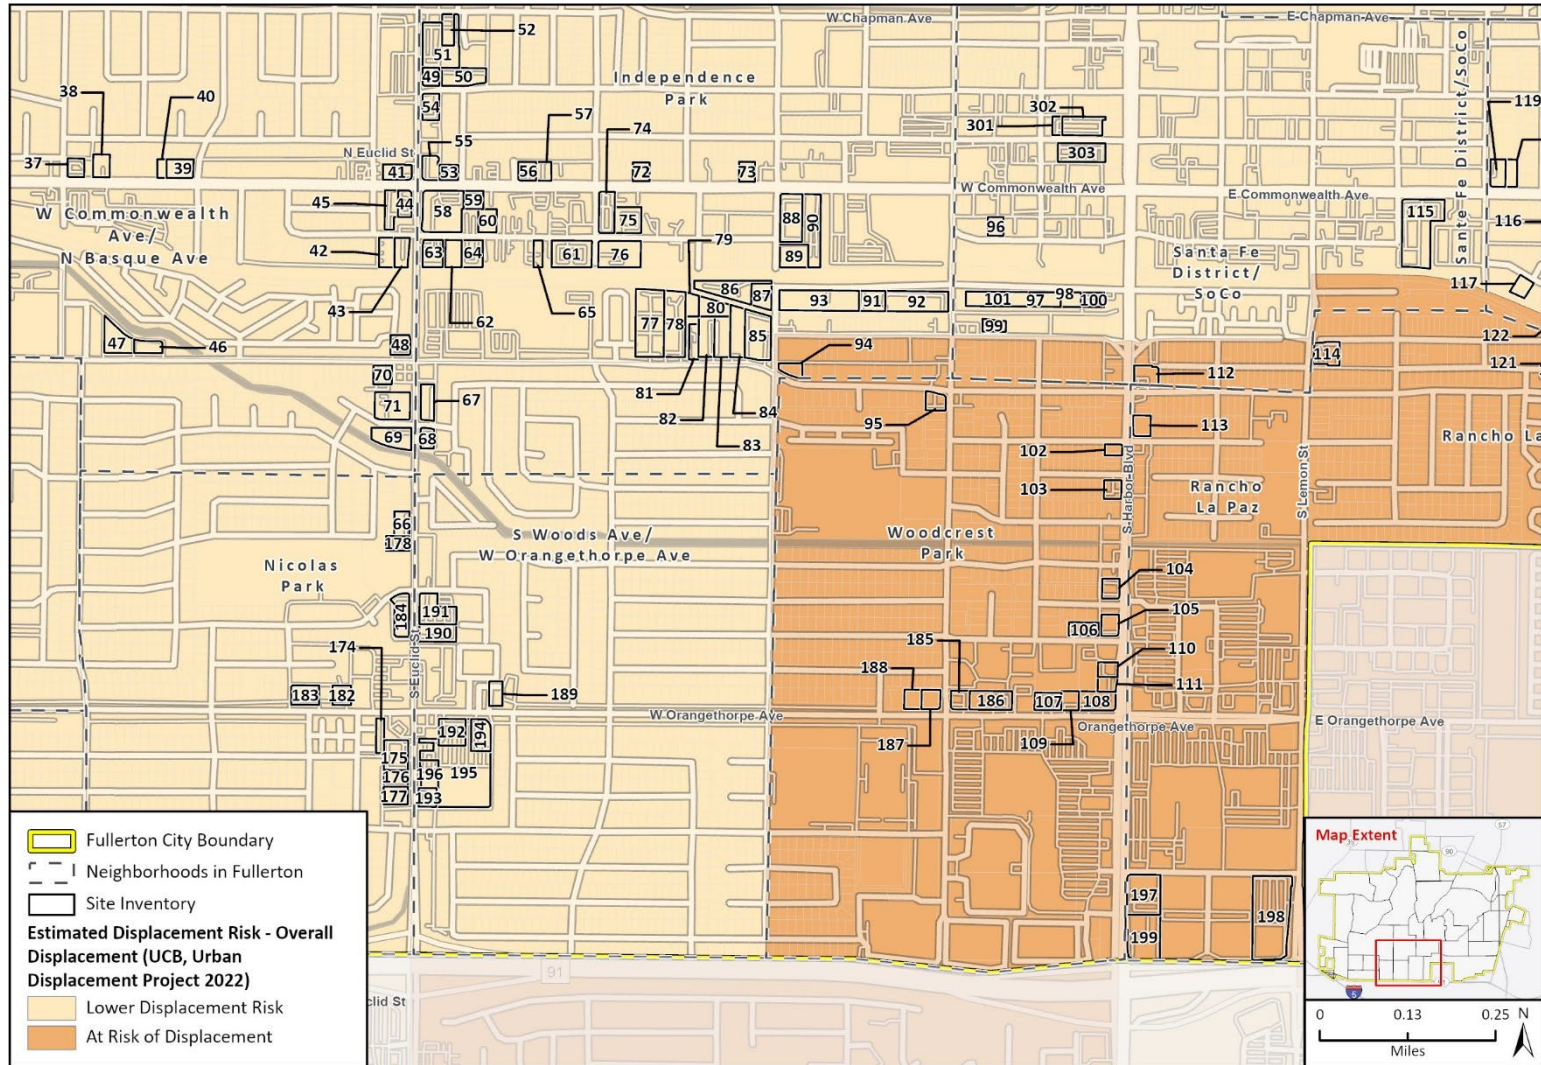 W Chapman Ave
E Chapman Ave
52
51
49
50
54
Independence
Park
38
40
57
74
55
37
39
N Euclid St
41
53
56
72
73
302
301
303
119
Sante Fe District/SoCo
W Commonwealth Ave
E Commonwealth Ave
W Commonwealth
Ave/
N Basque Ave
45
44
58
59
60
75
88
90
96
115
116
42
43
63
64
62
65
61
76
79
89
Santa Fe
District/
SoCo
117
86
87
93
91
92
101
97
98
100
99
77
78
80
85
47
46
48
94
112
114
122
121
70
71
67
81
82
83
84
95
113
69
68
102
103
Rancho La
S Harbor Blvd
Rancho
La Paz
S Lemon St
66
178
S Woods Ave/
W Orangethorpe Ave
Woodcrest
Park
Nicolas
Park
104
184
191
190
105
106
174
S Euclid St
185
188
110
111
183
182
189
186
107
108
187
109
W Orangethorpe Ave
Orangethorpe Ave
E Orangethorpe Ave
192
194
175
176
177
196
195
193
197
199
198
91
clid St
Fullerton City Boundary
Neighborhoods in Fullerton
Site Inventory
Estimated Displacement Risk - Overall
Displacement (UCB, Urban
Displacement Project 2022)
Lower Displacement Risk
At Risk of Displacement
Map Extent
57
90
5
0
0.13
0.25
N
Miles